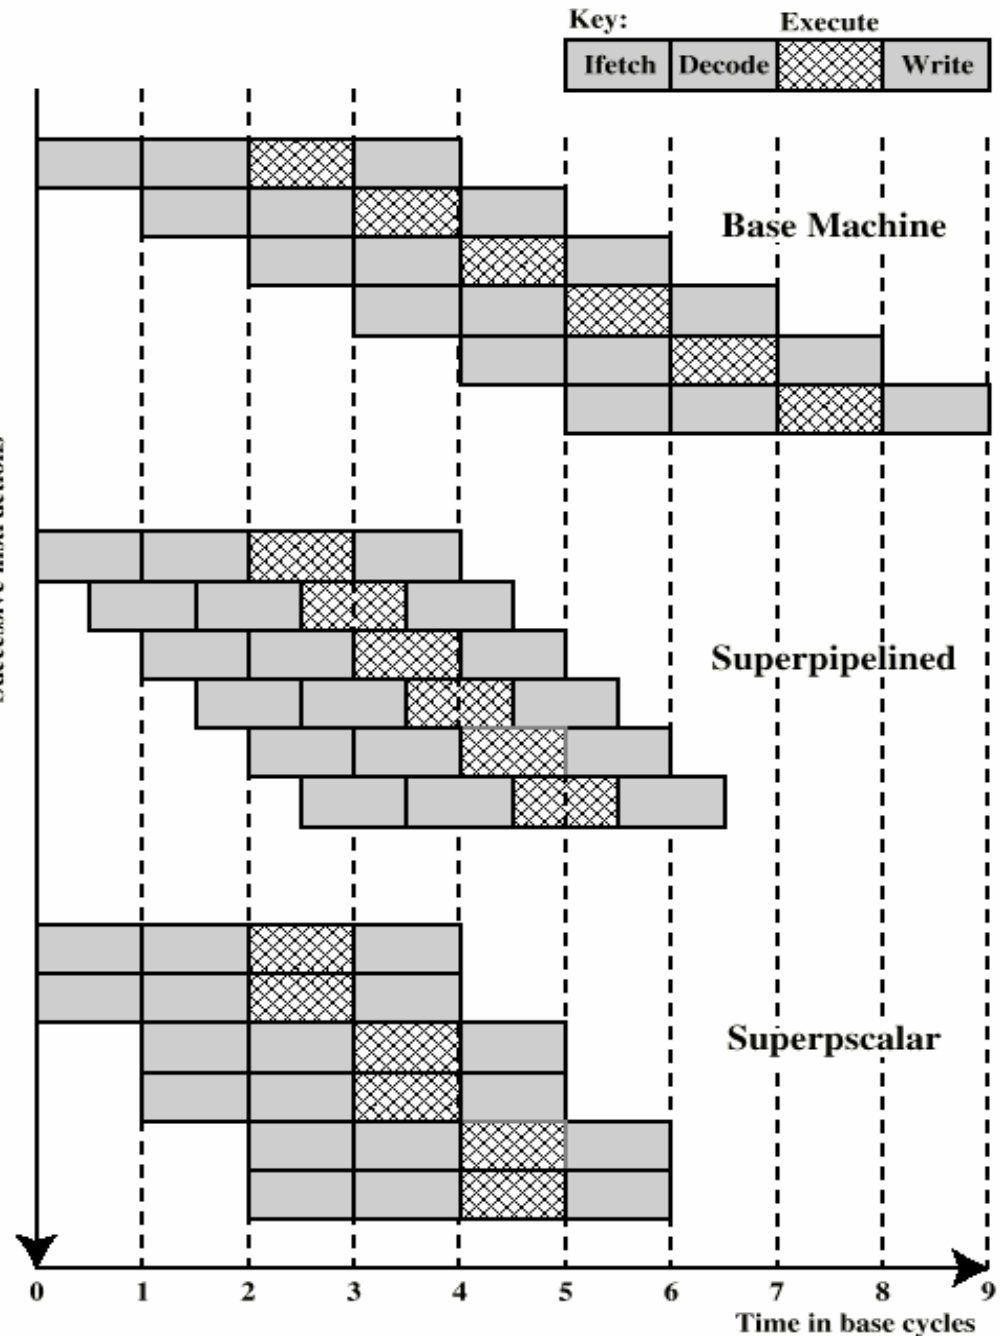 Key:
Execute
Ifetch Decode Write
Base Machine
Superpipelined
Superpscalar
0 1 2 3 4 5 6 7 8 9
Time in base cycles